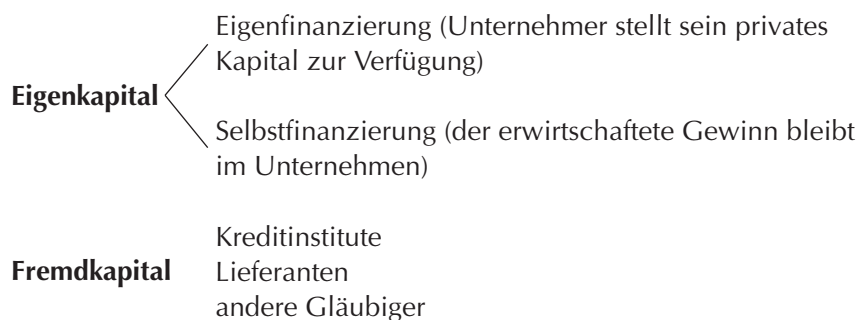 Eigenfinanzierung (Unternehmer stellt sein privates
Kapital zur Verfügung)
Eigenkapital
Selbstfinanzierung (der erwirtschaftete Gewinn bleibt
im Unternehmen)
Kreditinstitute
Fremdkapital Lieferanten
andere Gläubiger